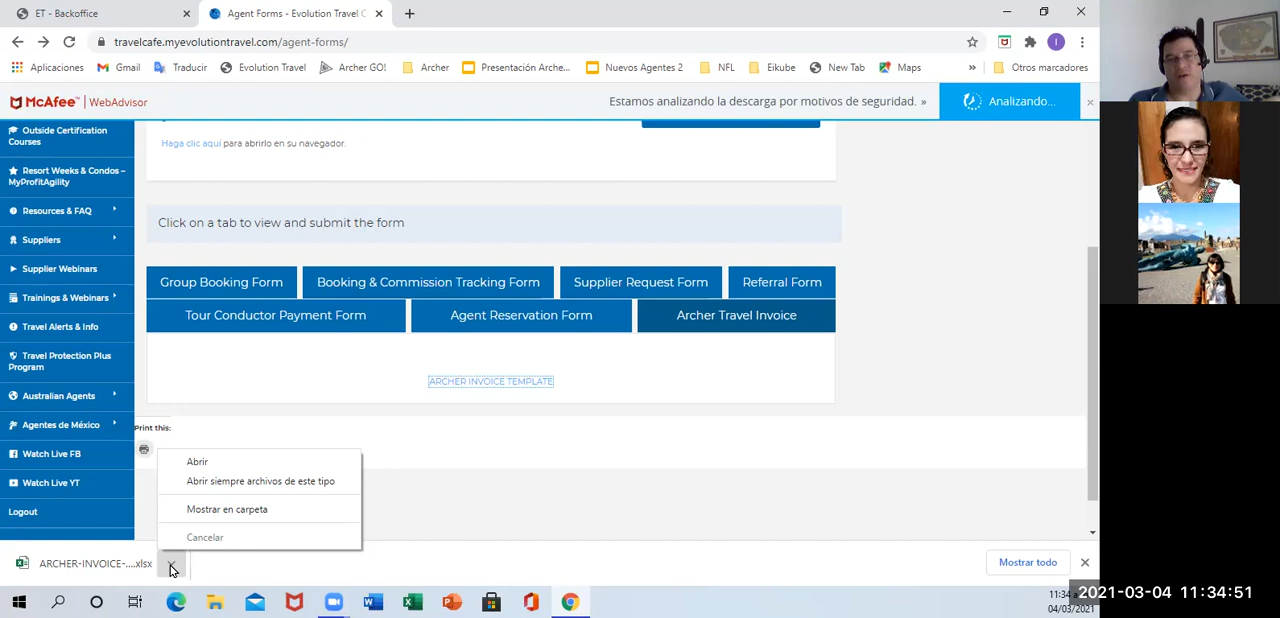 ET - Backoffice
Agent Forms - Evolution Travel C
travelcafe.myevolutiontravel.com/agent-forms/
I
Aplicaciones
Gmail
Traducir
Evolution Travel
Archer GO!
Archer
Presentación Arche...
Nuevos Agentes 2
NFL
Eikube
New Tab
Maps
»
Otros marcadores
McAfee™ | WebAdvisor
Estamos analizando la descarga por motivos de seguridad. »
Analizando...
Outside Certification
Courses
Resort Weeks & Condos –
MyProfitAgility
Resources & FAQ
Suppliers
Supplier Webinars
Trainings & Webinars
Travel Alerts & Info
Travel Protection Plus
Program
Australian Agents
Agentes de México
Watch Live FB
Watch Live YT
Logout
Haga clic aquí para abrirlo en su navegador.
Click on a tab to view and submit the form
Group Booking Form
Booking & Commission Tracking Form
Supplier Request Form
Referral Form
Tour Conductor Payment Form
Agent Reservation Form
Archer Travel Invoice
ARCHER INVOICE TEMPLATE
Print this:
Abrir
Abrir siempre archivos de este tipo
Mostrar en carpeta
Cancelar
ARCHER-INVOICE-....xlsx
Mostrar todo
11:34 a
04/03/2021
2021-03-04 11:34:51